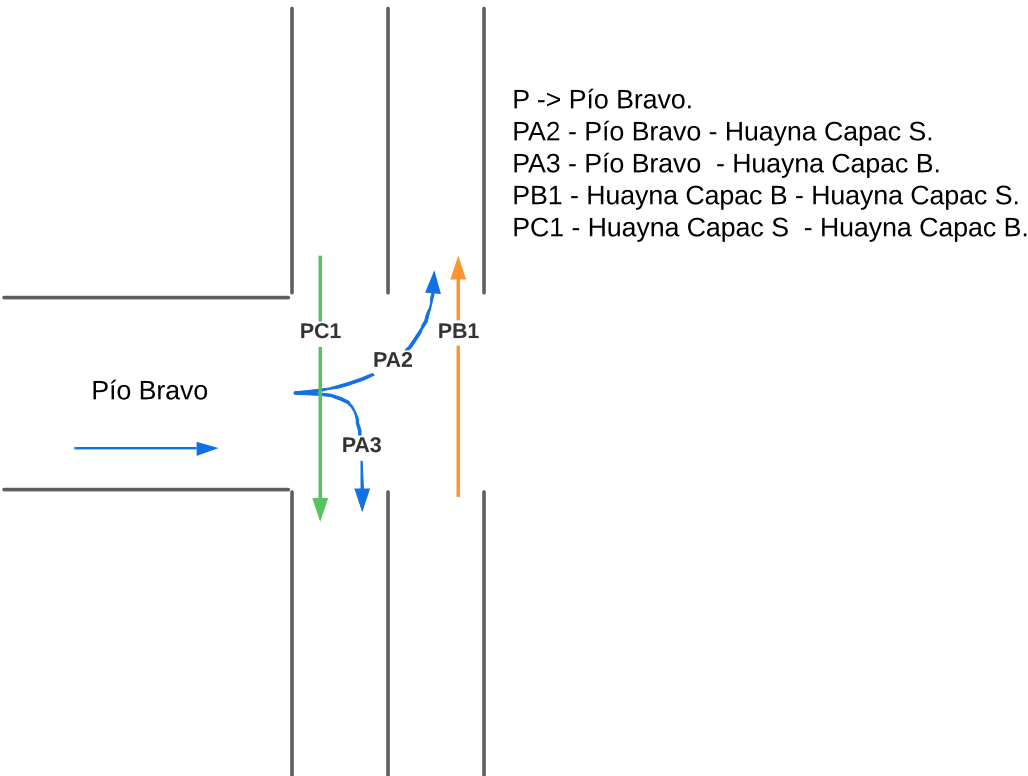 P -> Pío Bravo.
PA2 - Pío Bravo - Huayna Capac S.
PA3 - Pío Bravo  - Huayna Capac B.
PB1 - Huayna Capac B - Huayna Capac S.
PC1 - Huayna Capac S  - Huayna Capac B.
PC1
PB1
PA2
Pío Bravo
PA3